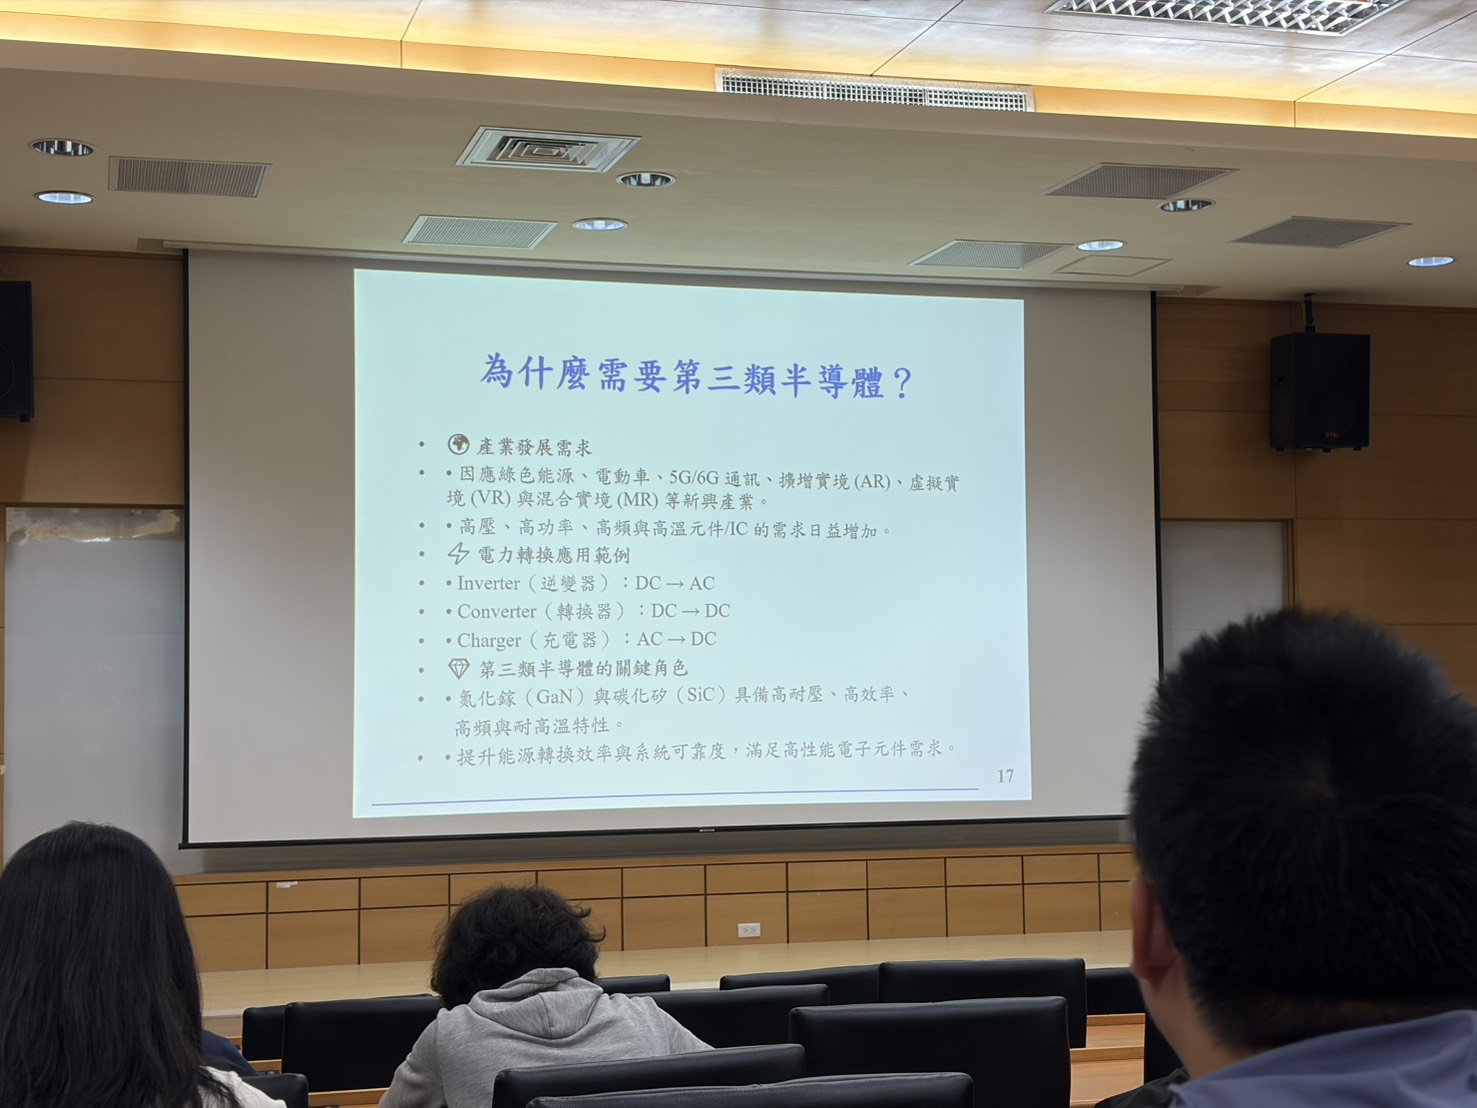 為什麼需要第三類半導體？
• 產業發展需求
• • 因應綠色能源、電動車、5G/6G 通訊、擴增實境 (AR)、虛擬實
境 (VR) 與混合實境 (MR) 等新興產業。
• • 高壓、高功率、高頻與高溫元件/IC 的需求日益增加。
• 電力轉換應用範例
• • Inverter（逆變器）：DC → AC
• • Converter（轉換器）：DC → DC
• • Charger（充電器）：AC → DC
• 第三類半導體的關鍵角色
• • 氮化鎵（GaN）與碳化矽（SiC）具備高耐壓、高效率、
高頻與耐高溫特性。
• • 提升能源轉換效率與系統可靠度，滿足高性能電子元件需求。
17